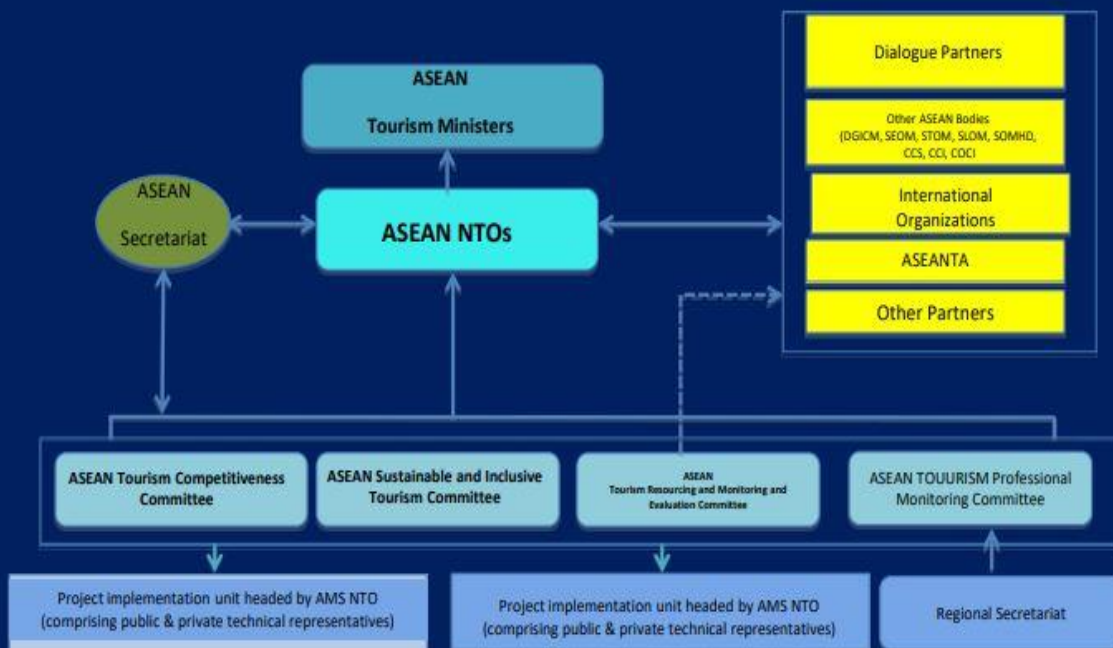 ASEAN
Tourism Ministers
Dialogue Partners
Other ASEAN Bodies
(DGICM, SEOM, STOM, SLOM, SOMHD,
CCS, CCI, COCI
International
Organizations
ASEANTA
Other Partners
ASEAN
Secretariat
ASEAN NTOs
ASEAN Tourism Competitiveness
Committee
ASEAN Sustainable and Inclusive
Tourism Committee
ASEAN
Tourism Resourcing and Monitoring and
Evaluation Committee
ASEAN TOUURISM Professional
Monitoring Committee
Project implementation unit headed by AMS NTO
(comprising public & private technical representatives)
Project implementation unit headed by AMS NTO
(comprising public & private technical representatives)
Regional Secretariat